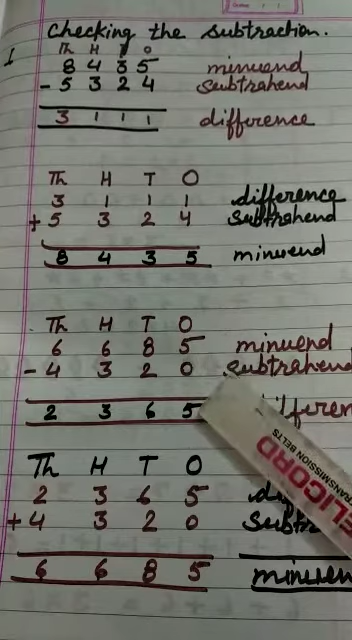 Checking the subtraction.
1 Th H T O
8 4 3 5 minuend
- 5 3 2 4 Subtrahend
3 1 1 1 difference
Th H T O
3 1 1 1 difference
+ 5 3 2 4 Subtrahend
8 4 3 5 minuend
Th H T O
6 6 8 5 minuend
- 4 3 2 0 Subtrahend
2 3 6 5
Th H T O
2 3 6 5
+ 4 3 2 0
6 6 8 5
ELICORD
TRANSMISSION BELTS